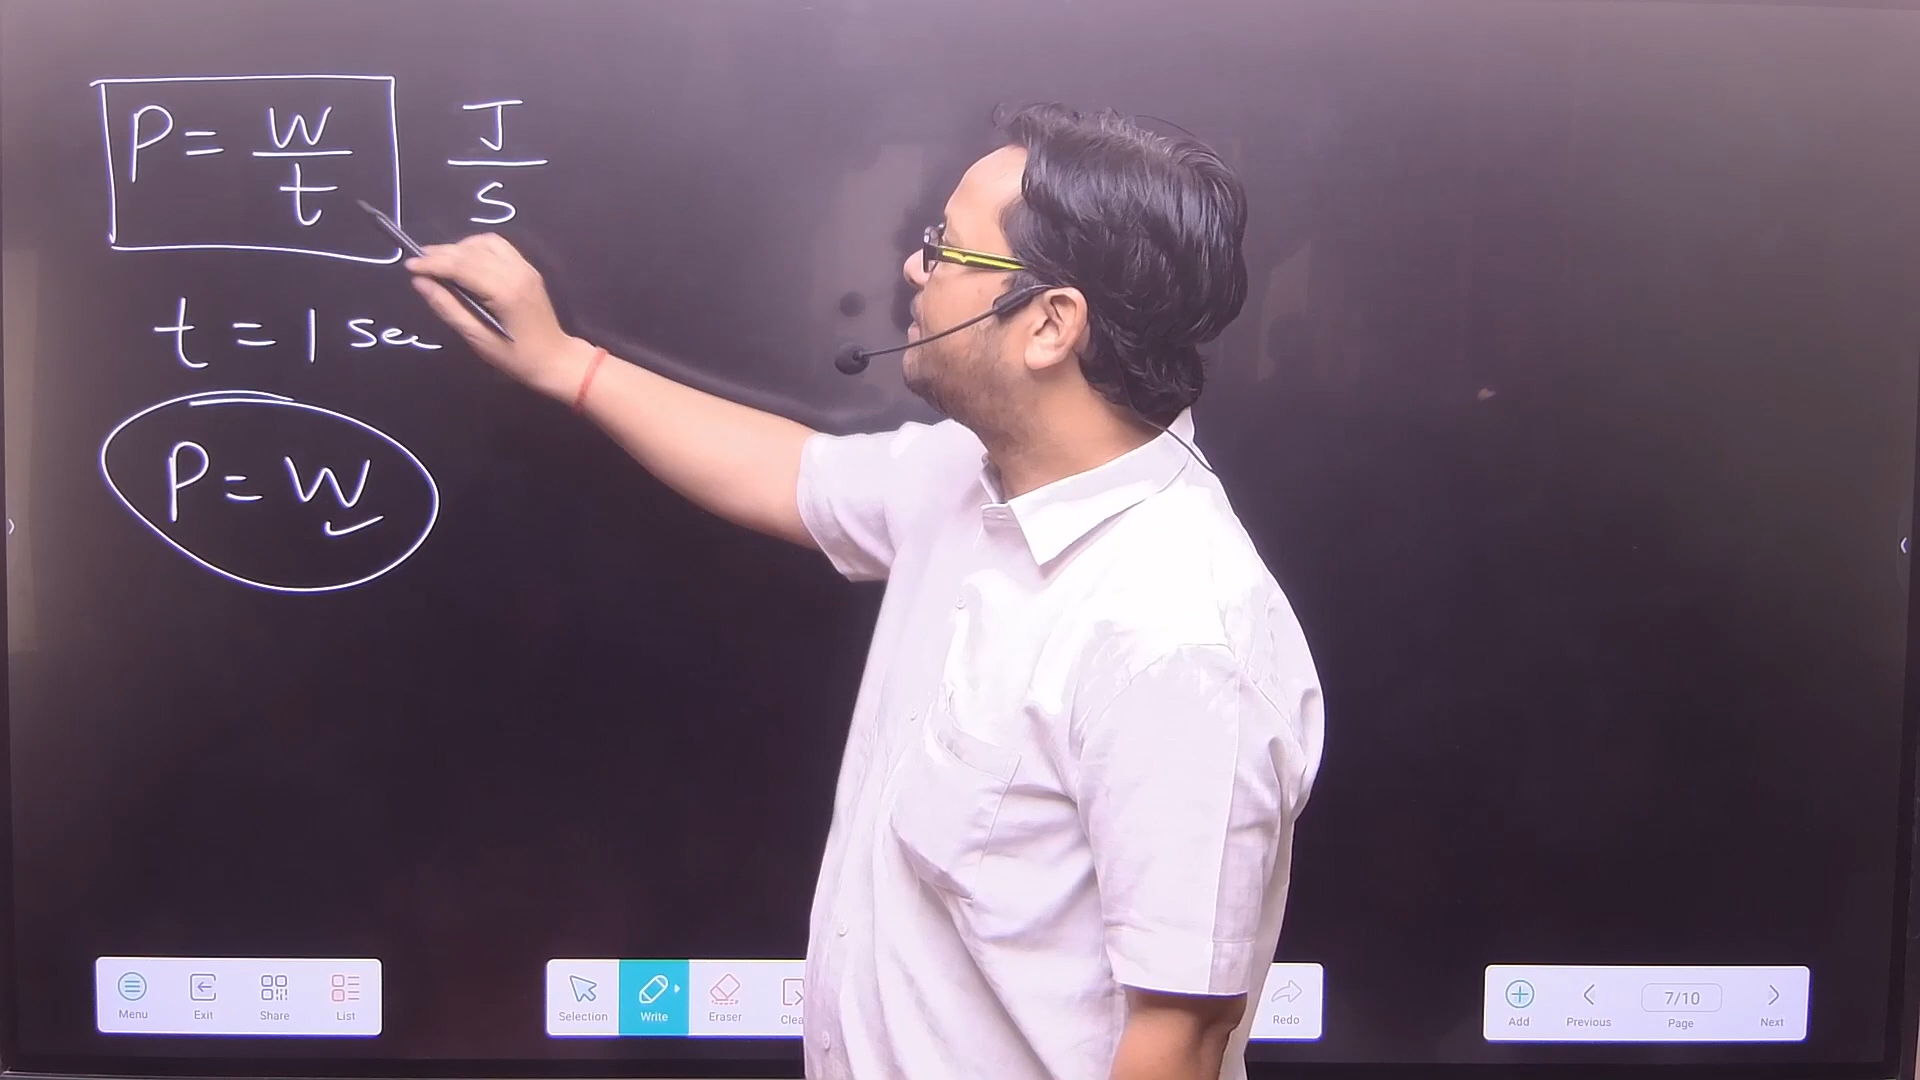 P = W/t J/s
t = 1 sec
P = W
Menu Exit Share List
Selection Write Eraser Redo
Add Previous 7/10 Page Next